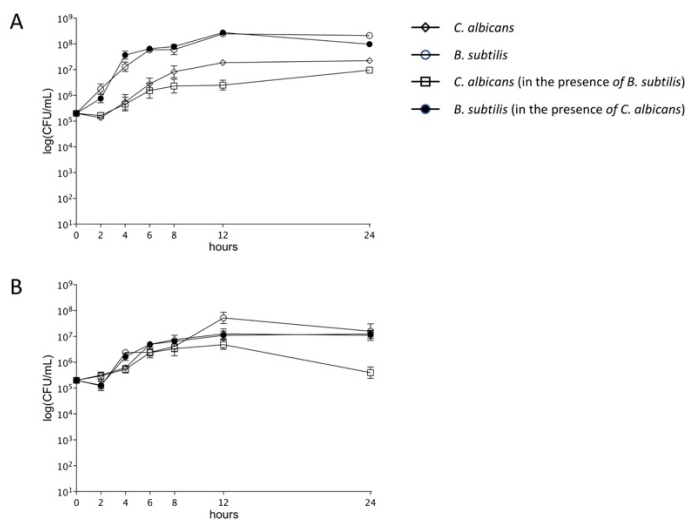 A
log(CFU/mL)
10⁹
10⁸
10⁷
10⁶
10⁵
10⁴
10³
10²
10¹
0 2 4 6 8 12 24
hours
C. albicans
B. subtilis
C. albicans (in the presence of B. subtilis)
B. subtilis (in the presence of C. albicans)
B
log(CFU/mL)
10⁹
10⁸
10⁷
10⁶
10⁵
10⁴
10³
10²
10¹
0 2 4 6 8 12 24
hours